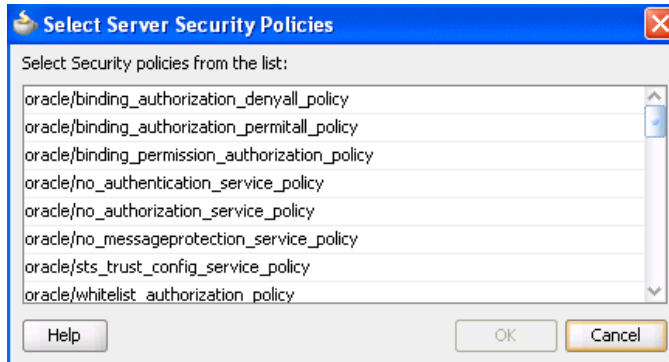 Select Server Security Policies
Select Security policies from the list:
oracle/binding_authorization_denyall_policy
oracle/binding_authorization_permitall_policy
oracle/binding_permission_authorization_policy
oracle/no_authentication_service_policy
oracle/no_authorization_service_policy
oracle/no_messageprotection_service_policy
oracle/sts_trust_config_service_policy
oracle/whitelist_authorization_policy
Help OK Cancel